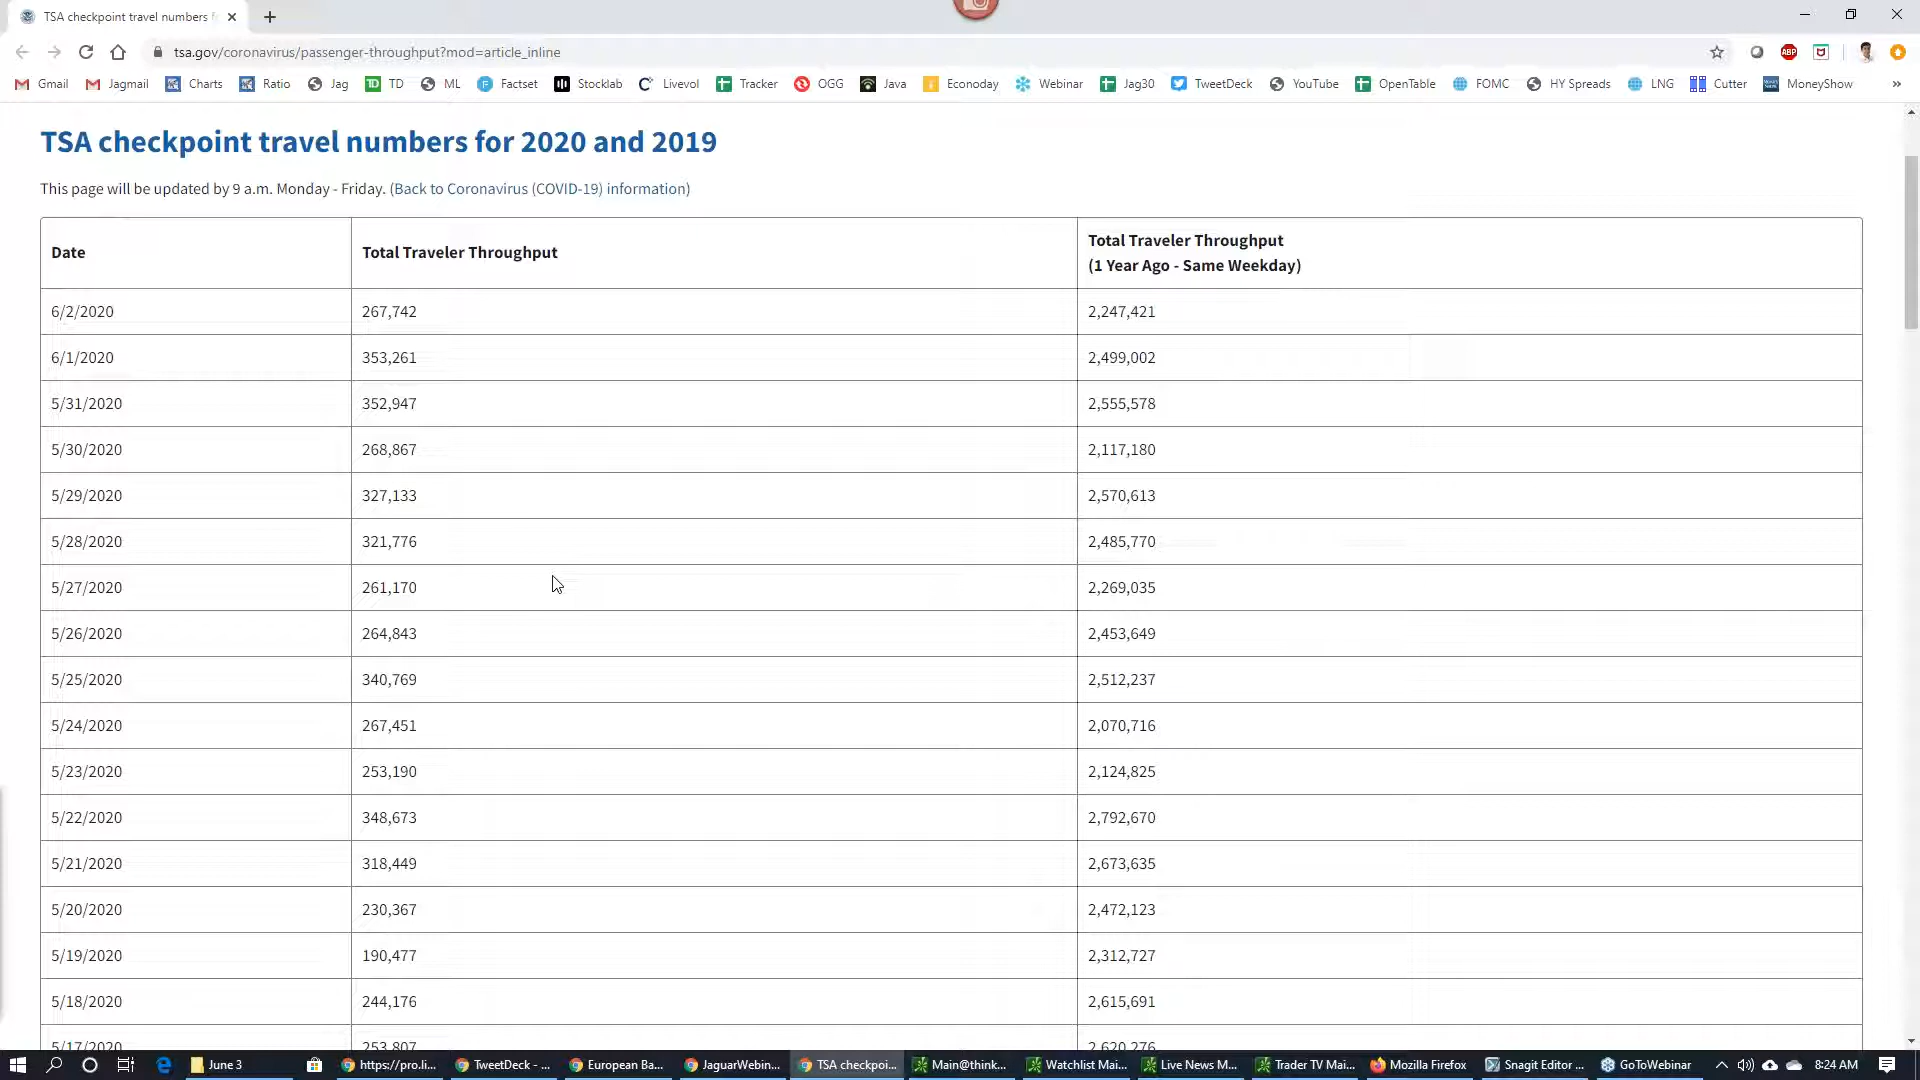 TSA checkpoint travel numbers f
tsa.gov/coronavirus/passenger-throughput?mod=article_inline
ABP
Gmail Jagmail Charts Ratio Jag TD ML Factset Stocklab Livevol Tracker OGG Java Econoday Webinar Jag30 TweetDeck YouTube OpenTable FOMC HY Spreads LNG Cutter MoneyShow »
TSA checkpoint travel numbers for 2020 and 2019
This page will be updated by 9 a.m. Monday - Friday. (Back to Coronavirus (COVID-19) information)
Date Total Traveler Throughput Total Traveler Throughput
(1 Year Ago - Same Weekday)
6/2/2020 267,742 2,247,421
6/1/2020 353,261 2,499,002
5/31/2020 352,947 2,555,578
5/30/2020 268,867 2,117,180
5/29/2020 327,133 2,570,613
5/28/2020 321,776 2,485,770
5/27/2020 261,170 2,269,035
5/26/2020 264,843 2,453,649
5/25/2020 340,769 2,512,237
5/24/2020 267,451 2,070,716
5/23/2020 253,190 2,124,825
5/22/2020 348,673 2,792,670
5/21/2020 318,449 2,673,635
5/20/2020 230,367 2,472,123
5/19/2020 190,477 2,312,727
5/18/2020 244,176 2,615,691
5/17/2020 253,807 2,620,276
June 3 https://pro.li... TweetDeck - ... European Ba... JaguarWebin... TSA checkpoi... Main@think... Watchlist Mai... Live News M... Trader TV Mai... Mozilla Firefox Snagit Editor ... GoToWebinar 8:24 AM